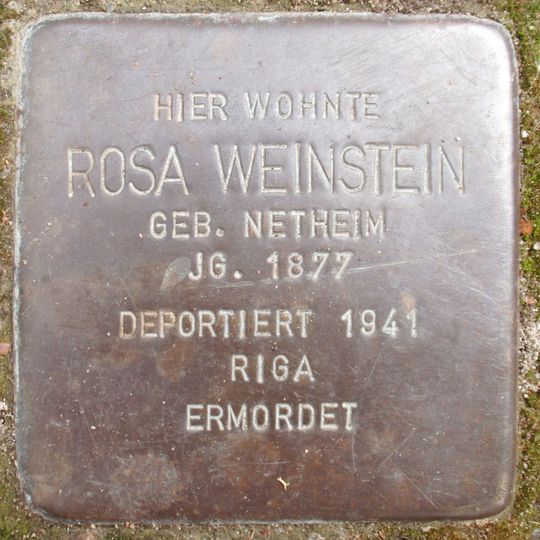 HIER WOHNTE
ROSA WEINSTEIN
GEB. NETHEIM
JG. 1877
DEPORTIERT 1941
RIGA
ERMORDET